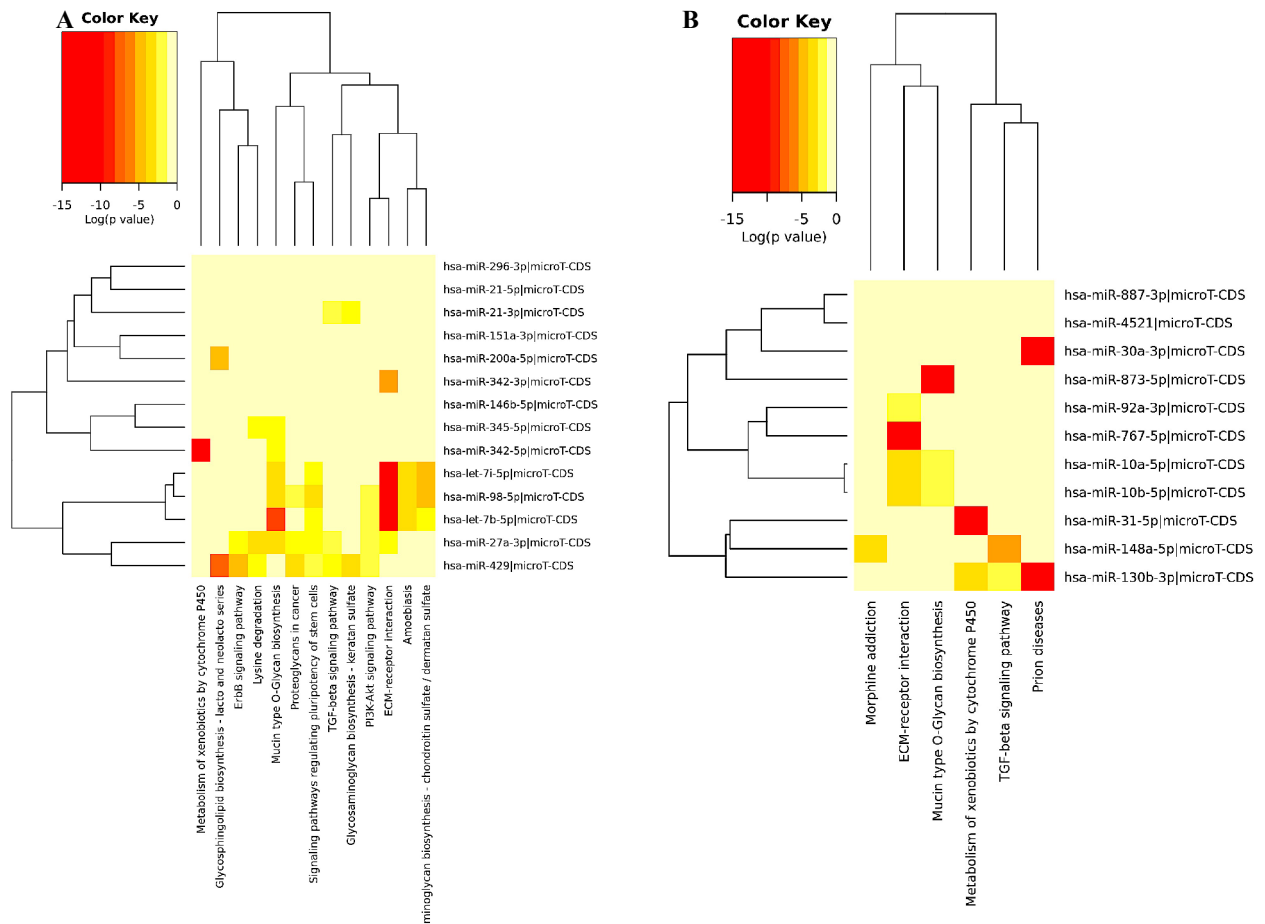 A
Color Key
-15 -10 -5 0
Log(p value)
hsa-miR-296-3p|microT-CDS
hsa-miR-21-5p|microT-CDS
hsa-miR-21-3p|microT-CDS
hsa-miR-151a-3p|microT-CDS
hsa-miR-200a-5p|microT-CDS
hsa-miR-342-3p|microT-CDS
hsa-miR-146b-5p|microT-CDS
hsa-miR-345-5p|microT-CDS
hsa-miR-342-5p|microT-CDS
hsa-let-7i-5p|microT-CDS
hsa-miR-98-5p|microT-CDS
hsa-let-7b-5p|microT-CDS
hsa-miR-27a-3p|microT-CDS
hsa-miR-429|microT-CDS
Metabolism of xenobiotics by cytochrome P450
Glycosphingolipid biosynthesis - lacto and neolacto series
ErbB signaling pathway
Lysine degradation
Mucin type O-Glycan biosynthesis
Proteoglycans in cancer
Signaling pathways regulating pluripotency of stem cells
TGF-beta signaling pathway
Glycosaminoglycan biosynthesis - keratan sulfate
PI3K-Akt signaling pathway
ECM-receptor interaction
Amoebiasis
minoglycan biosynthesis - chondroitin sulfate / dermatan sulfate
B
Color Key
-15 -5 0
Log(p value)
hsa-miR-887-3p|microT-CDS
hsa-miR-4521|microT-CDS
hsa-miR-30a-3p|microT-CDS
hsa-miR-873-5p|microT-CDS
hsa-miR-92a-3p|microT-CDS
hsa-miR-767-5p|microT-CDS
hsa-miR-10a-5p|microT-CDS
hsa-miR-10b-5p|microT-CDS
hsa-miR-31-5p|microT-CDS
hsa-miR-148a-5p|microT-CDS
hsa-miR-130b-3p|microT-CDS
Morphine addiction
ECM-receptor interaction
Mucin type O-Glycan biosynthesis
Metabolism of xenobiotics by cytochrome P450
TGF-beta signaling pathway
Prion diseases